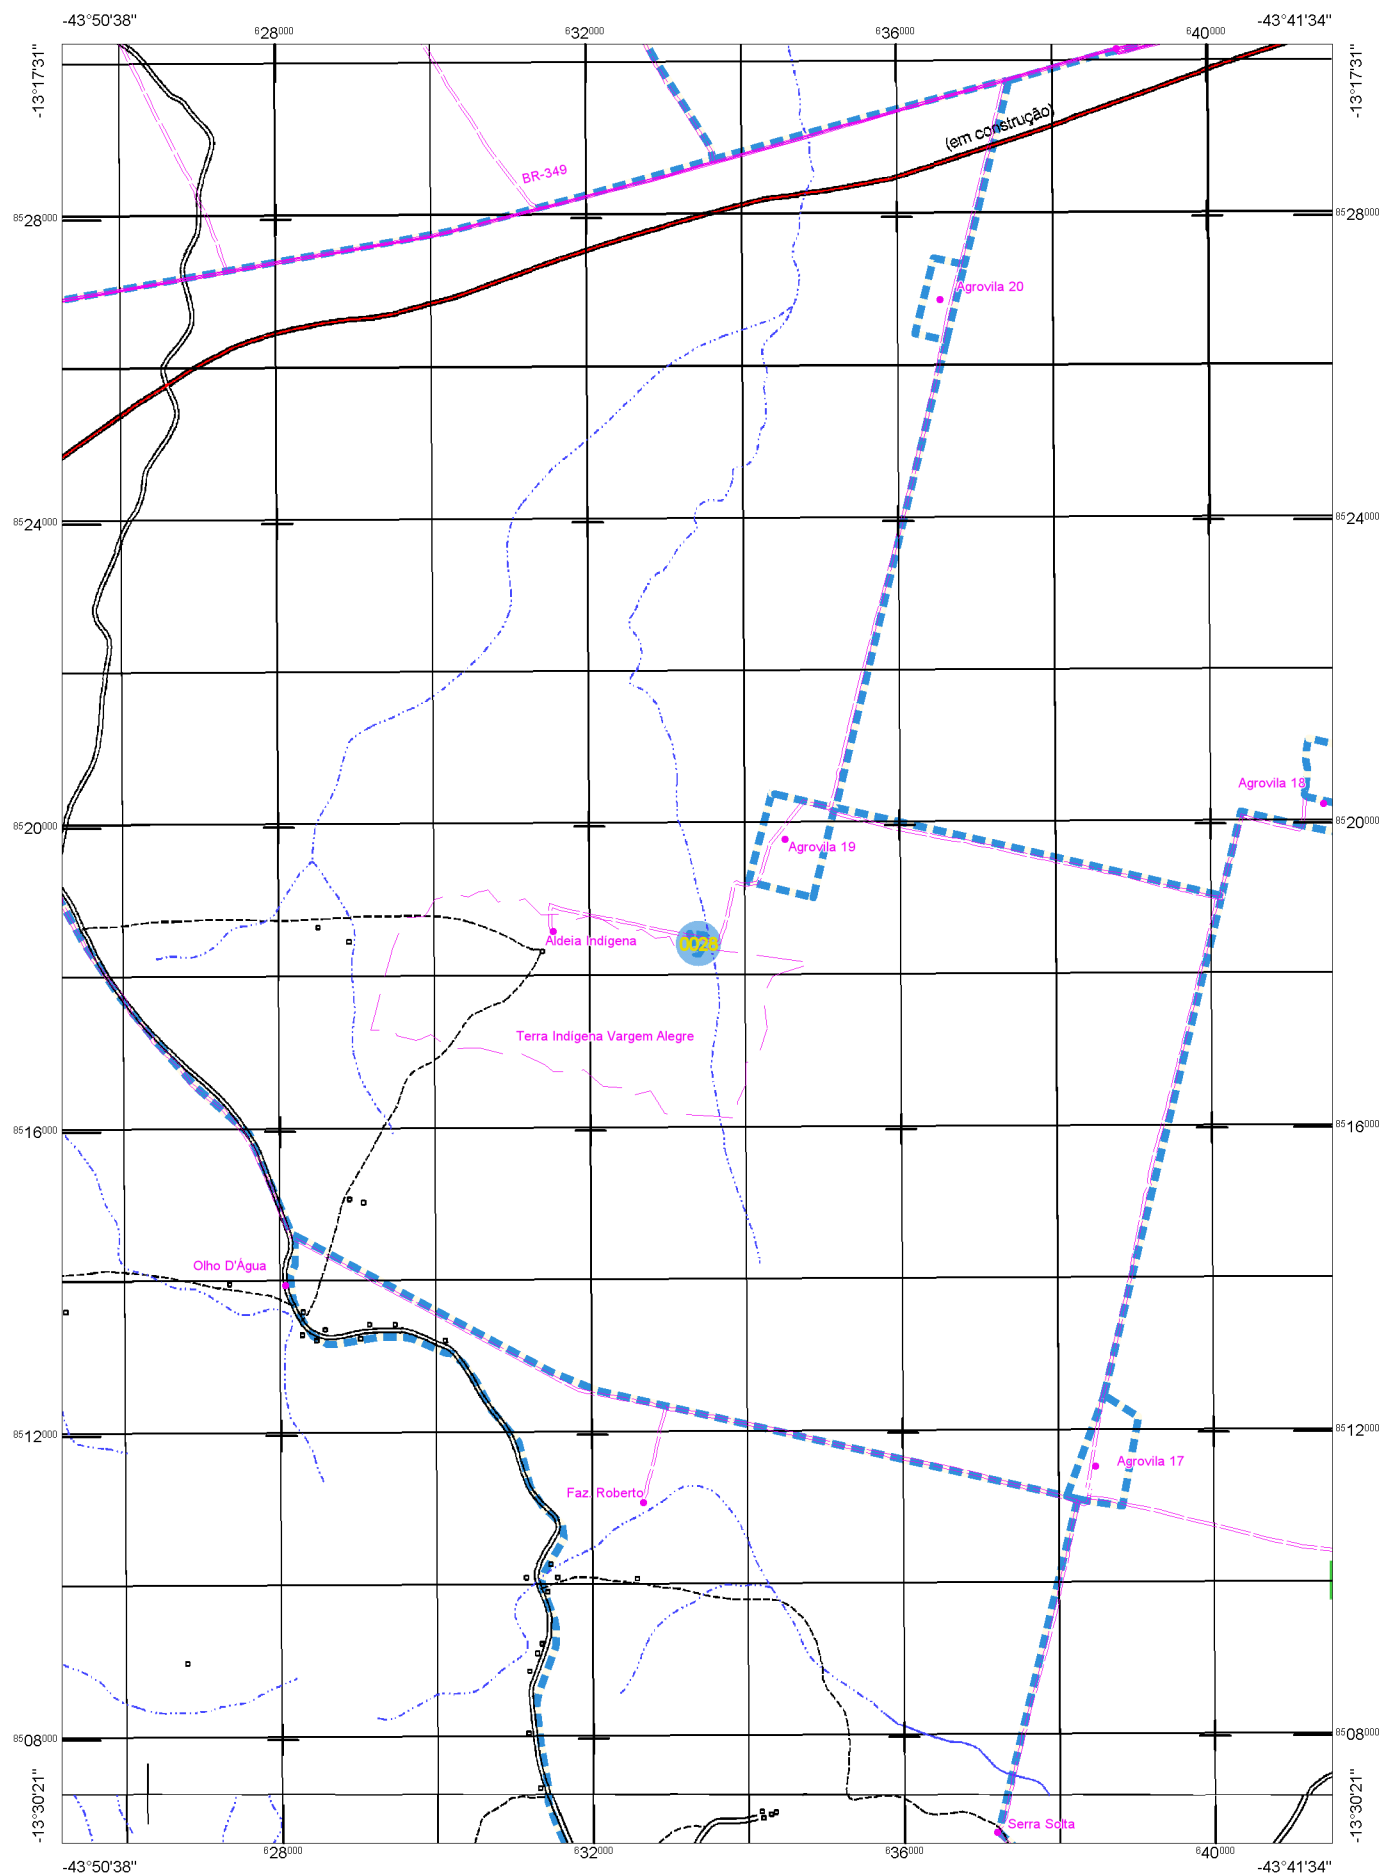 -43°50'38"
-43°41'34"
628000
632000
636000
640000
-13°17'31"
-13°17'31"
(em construção)
BR-349
8528000
8528000
Agrovila 20
8524000
8524000
Agrovila 18
8520000
8520000
Agrovila 19
Aldeia Indígena
0028
Terra Indígena Vargem Alegre
8516000
8516000
Olho D'Água
8512000
8512000
Agrovila 17
Faz. Roberto
8508000
8508000
-13°30'21"
-13°30'21"
Serra Solta
628000
632000
636000
640000
-43°50'38"
-43°41'34"